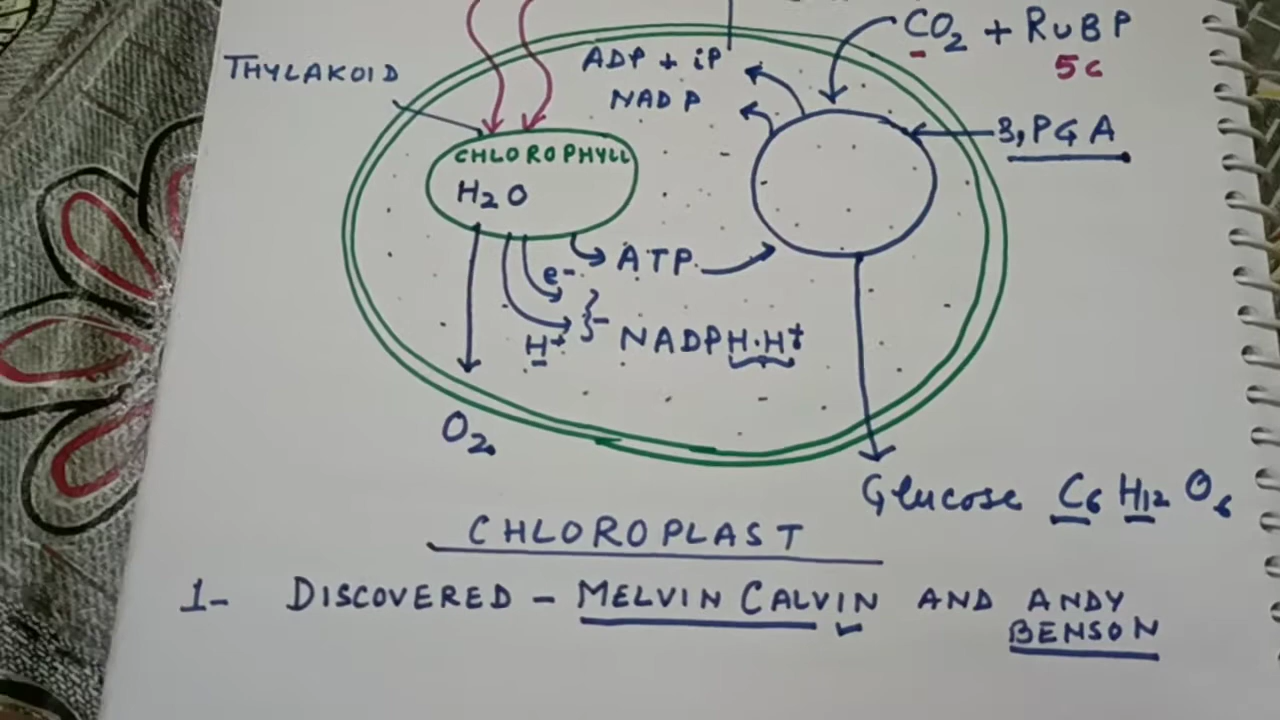 CO2 + RuBP
5c
THYLAKOID
ADP + iP
NADP
3, PGA
CHLOROPHYLL
H2O
ATP
e-
H+
NADPH.H+
O2
Glucose C6 H12 O6
CHLOROPLAST
1- DISCOVERED - MELVIN CALVIN AND ANDY
BENSON